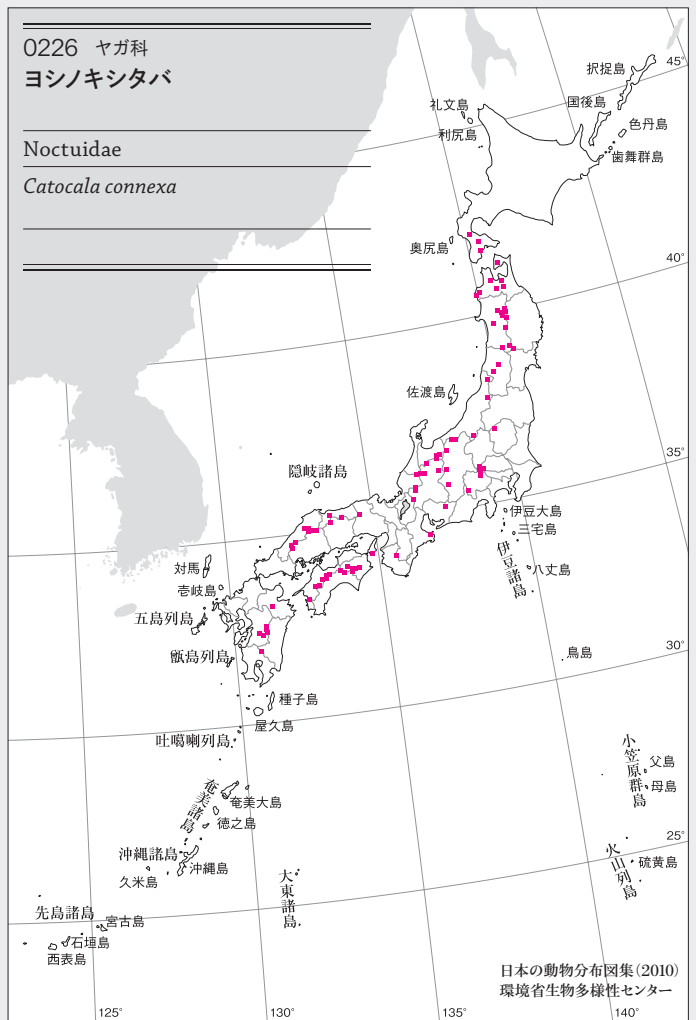 0226 ヤガ科
ヨシノキシタバ
Noctuidae
Catocala connexa
択捉島
45°
礼文島
国後島
色丹島
利尻島
歯舞群島
奥尻島
40°
佐渡島
35°
隠岐諸島
伊豆大島
三宅島
伊豆諸島
八丈島
対馬
壱岐島
五島列島
甑島列島
鳥島
30°
種子島
屋久島
吐噶喇列島
小笠原群島
父島
母島
奄美諸島
奄美大島
徳之島
25°
沖縄諸島
沖縄島
久米島
大東諸島
火山列島
硫黄島
先島諸島
宮古島
石垣島
西表島
日本の動物分布図集(2010)
環境省生物多様性センター
125°
130°
135°
140°